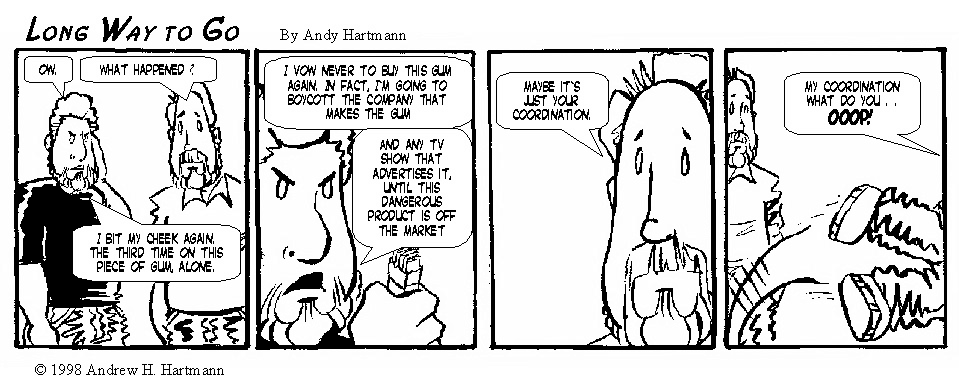 LONG WAY TO GO
By Andy Hartmann
OW.
WHAT HAPPENED?
I BIT MY CHEEK AGAIN.
THE THIRD TIME ON THIS
PIECE OF GUM, ALONE.
I VOW NEVER TO BUY THIS GUM
AGAIN. IN FACT, I'M GOING TO
BOYCOTT THE COMPANY THAT
MAKES THE GUM
AND ANY TV
SHOW THAT
ADVERTISES IT,
UNTIL THIS
DANGEROUS
PRODUCT IS OFF
THE MARKET
MAYBE IT'S
JUST YOUR
COORDINATION.
MY COORDINATION
WHAT DO YOU . .
OOOP!
© 1998 Andrew H. Hartmann